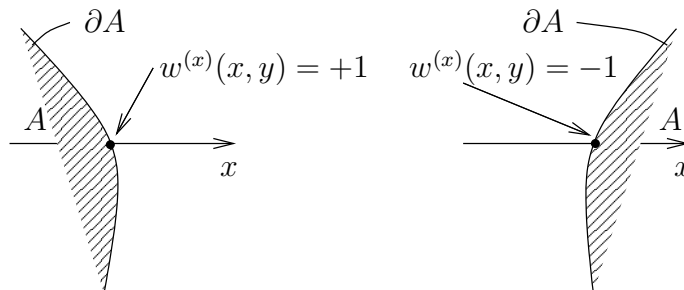 ∂A
w^{(x)}(x, y) = +1
A
x
∂A
w^{(x)}(x, y) = −1
A
x